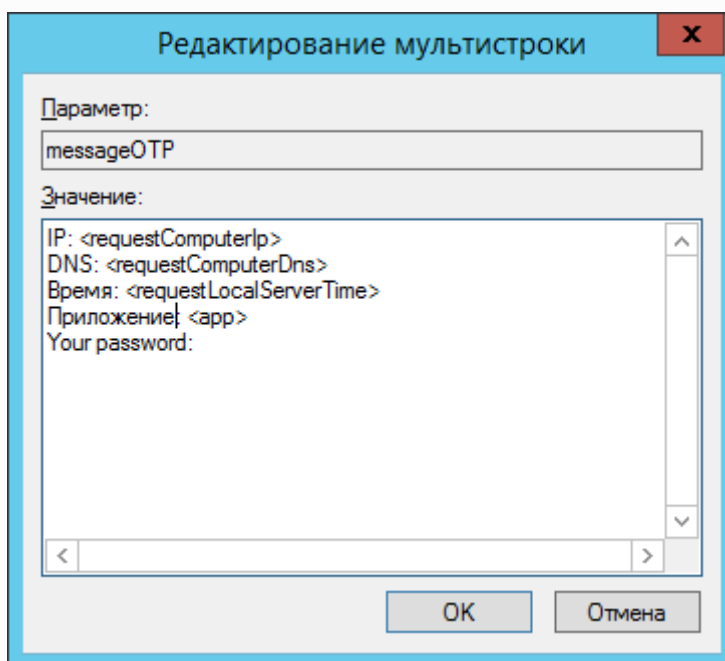 Редактирование мультистроки
x
Параметр:
messageOTP
Значение:
IP: <requestComputerIp>
DNS: <requestComputerDns>
Время: <requestLocalServerTime>
Приложение: <app>
Your password:
OK
Отмена